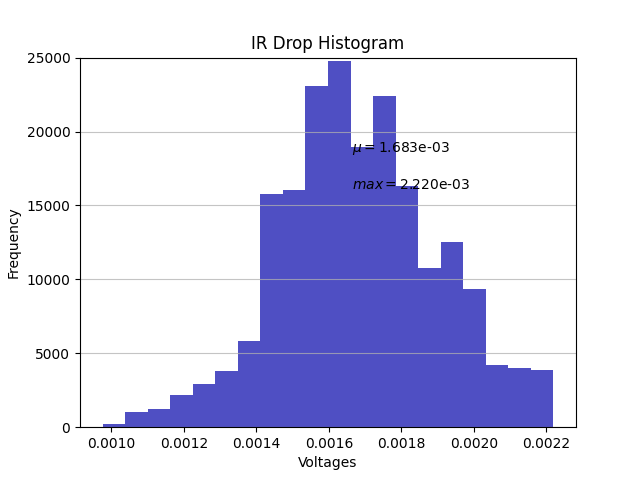 IR Drop Histogram
25000
20000
15000
10000
5000
0
Frequency
μ = 1.683e-03
max = 2.220e-03
0.0010 0.0012 0.0014 0.0016 0.0018 0.0020 0.0022
Voltages